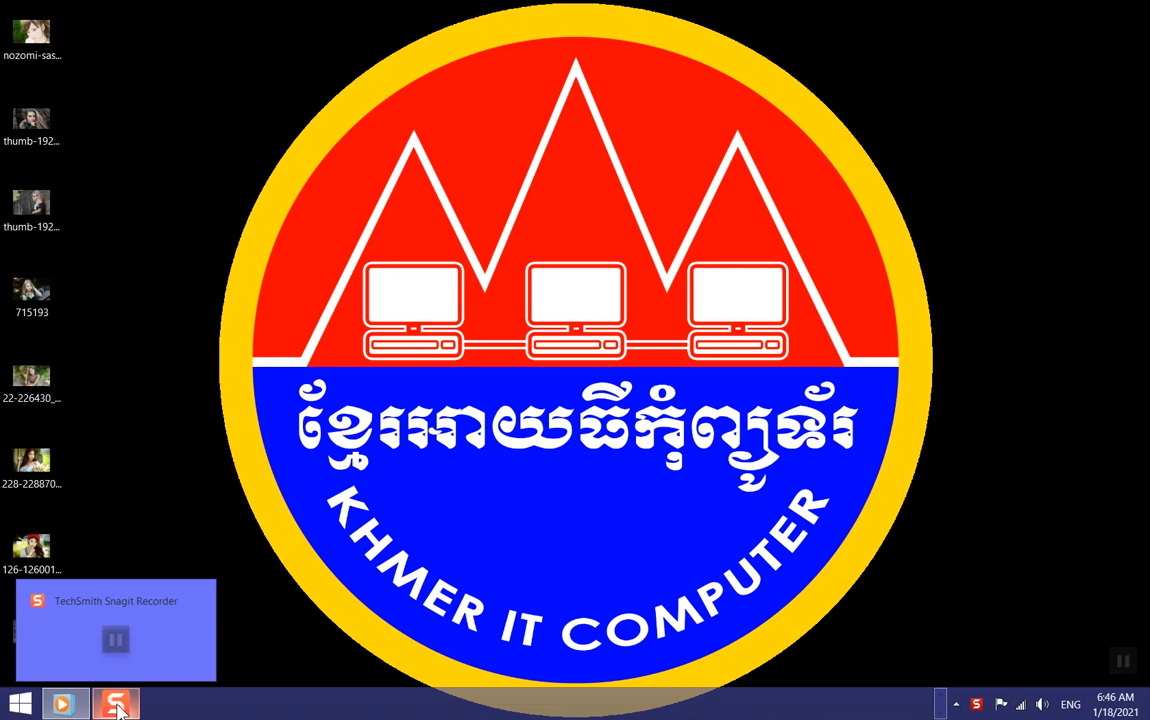 nozomi-sas...
thumb-192...
thumb-192...
715193
22-226430_...
228-228870...
126-126001...
ខ្មែរអាយធីកុំព្យូទ័រ
KHMER IT COMPUTER
TechSmith Snagit Recorder
ENG
6:46 AM
1/18/2021